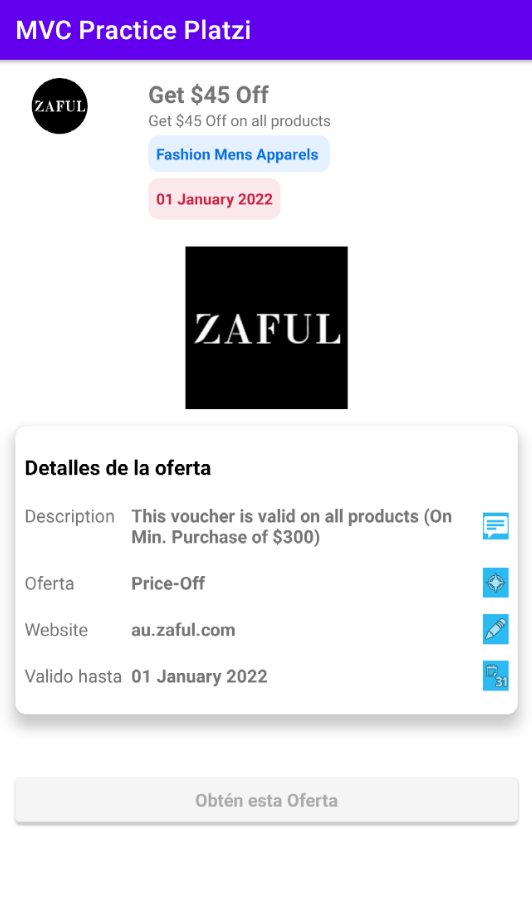 MVC Practice Platzi
ZAFUL
Get $45 Off
Get $45 Off on all products
Fashion Mens Apparels
01 January 2022
ZAFUL
Detalles de la oferta
Description This voucher is valid on all products (On
Min. Purchase of $300)
Oferta Price-Off
Website au.zaful.com
Valido hasta 01 January 2022
31
Obtén esta Oferta